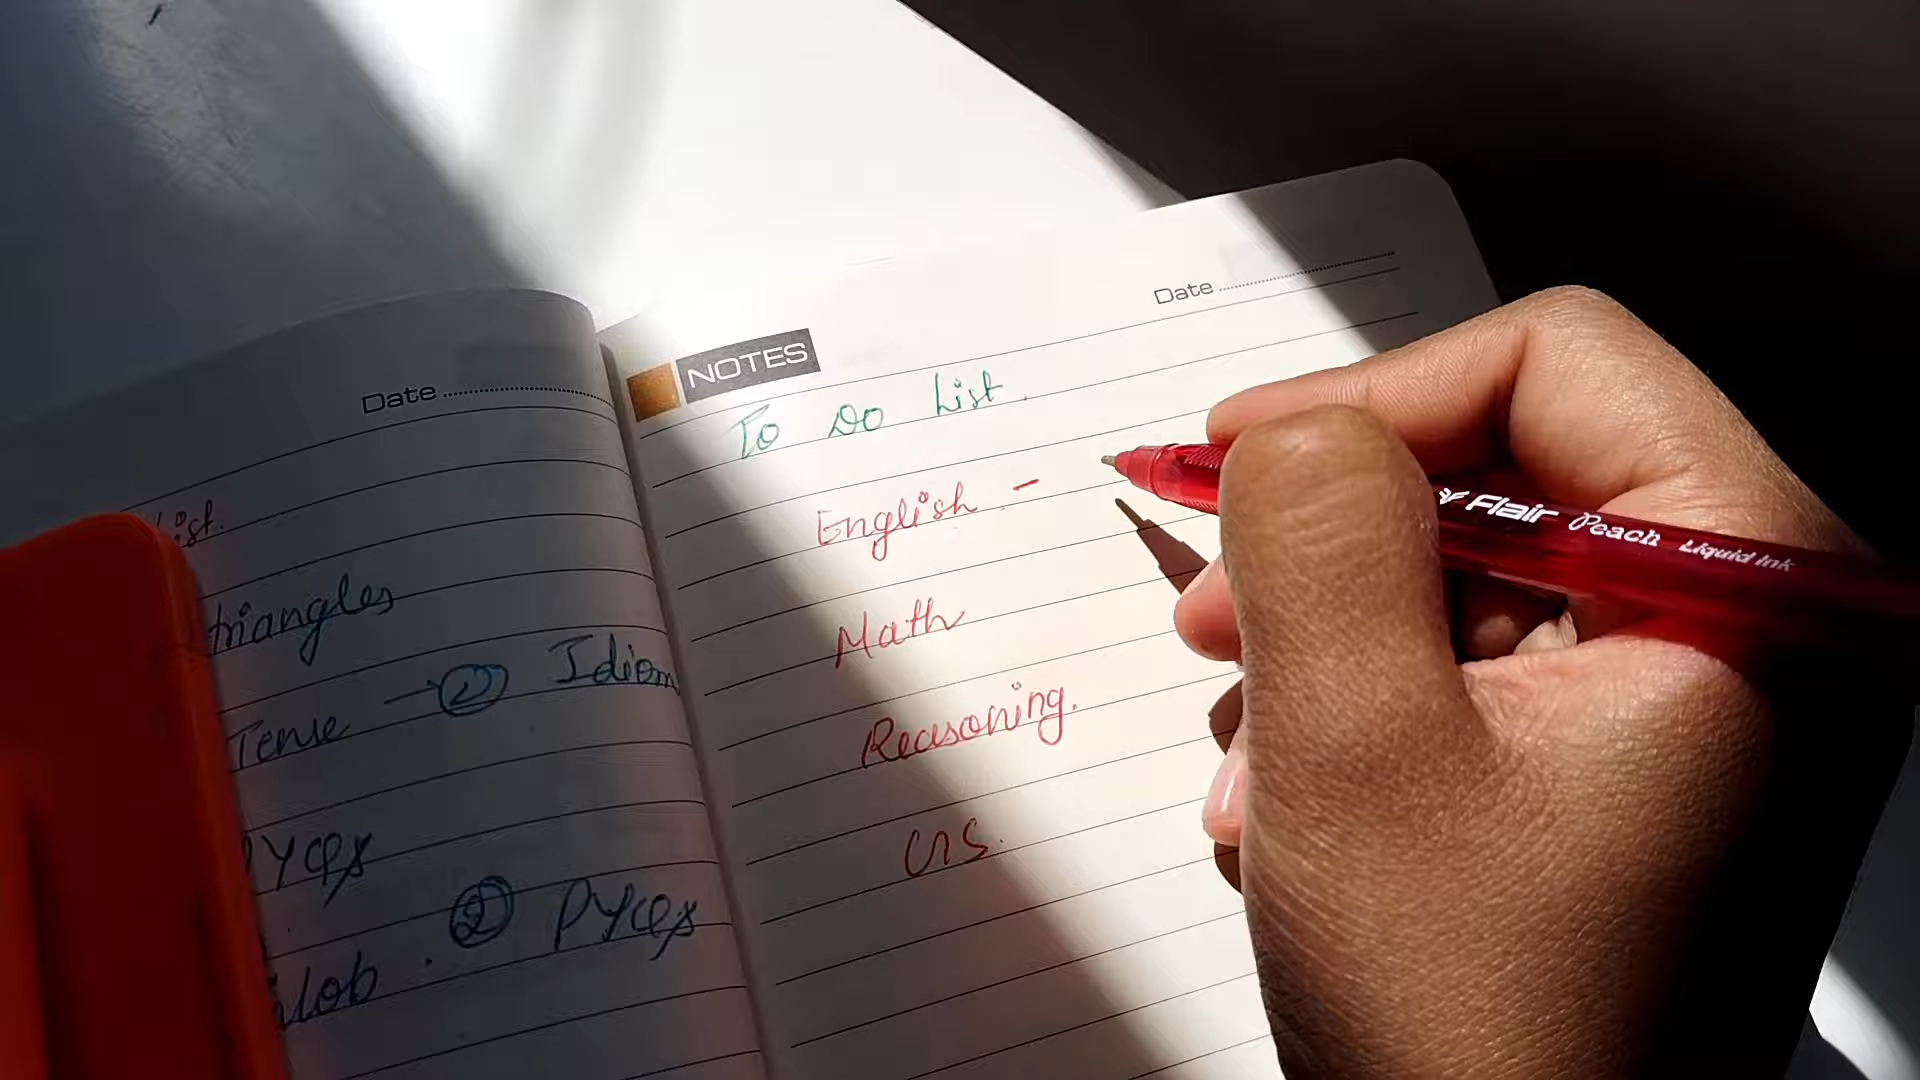 Date
ist.
triangles
Tense - ② Idiom
PYQs
② PYQs
NOTES
Date
To Do List.
English -
Math
Reasoning.
GS.
Flair Peach Liquid Ink